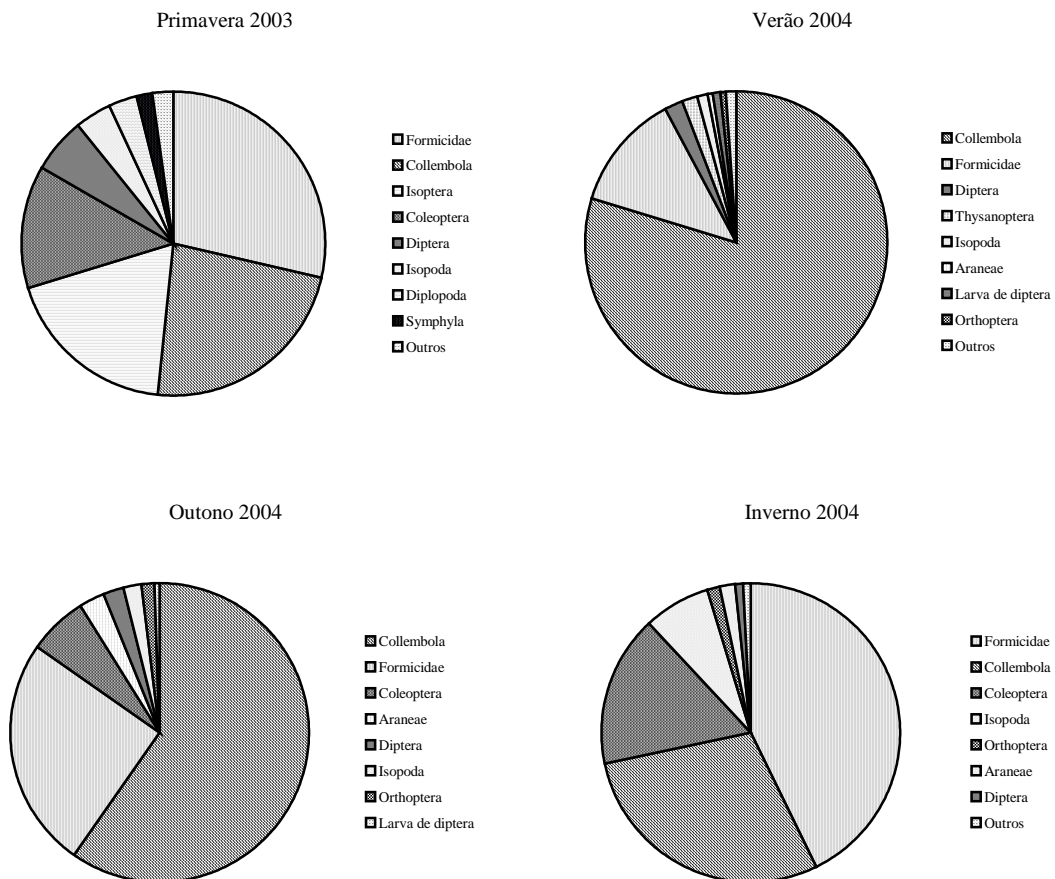 Primavera 2003
Formicidae
Collembola
Isoptera
Coleoptera
Diptera
Isopoda
Diplopoda
Symphyla
Outros
Verão 2004
Collembola
Formicidae
Diptera
Thysanoptera
Isopoda
Araneae
Larva de diptera
Orthoptera
Outros
Outono 2004
Collembola
Formicidae
Coleoptera
Araneae
Diptera
Isopoda
Orthoptera
Larva de diptera
Inverno 2004
Formicidae
Collembola
Coleoptera
Isopoda
Orthoptera
Araneae
Diptera
Outros